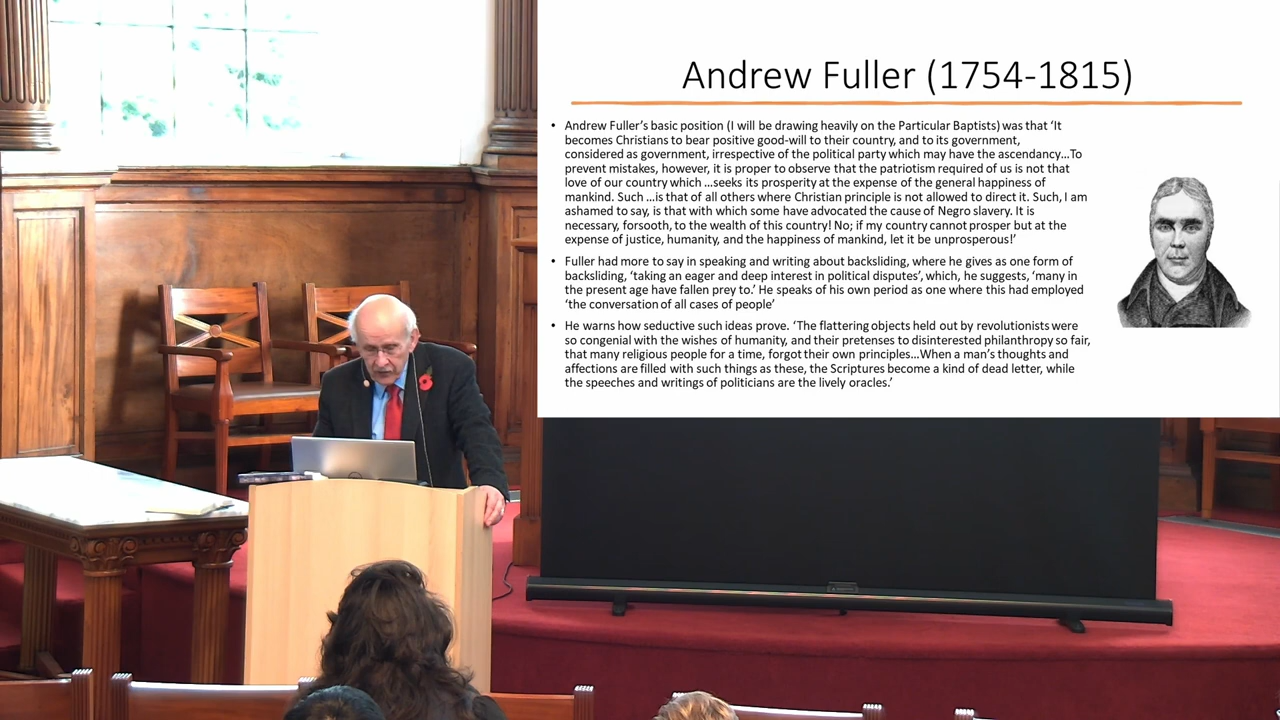 Andrew Fuller (1754-1815)
• Andrew Fuller's basic position (I will be drawing heavily on the Particular Baptists) was that 'It
becomes Christians to bear positive good-will to their country, and to its government,
considered as government, irrespective of the political party which may have the ascendancy...To
prevent mistakes, however, it is proper to observe that the patriotism required of us is not that
love of our country which ...seeks its prosperity at the expense of the general happiness of
mankind. Such ...is that of all others where Christian principle is not allowed to direct it. Such, I am
ashamed to say, is that with which some have advocated the cause of Negro slavery. It is
necessary, forsooth, to the wealth of this country! No; if my country cannot prosper but at the
expense of justice, humanity, and the happiness of mankind, let it be unprosperous!'
• Fuller had more to say in speaking and writing about backsliding, where he gives as one form of
backsliding, 'taking an eager and deep interest in political disputes', which, he suggests, 'many in
the present age have fallen prey to.' He speaks of his own period as one where this had employed
'the conversation of all cases of people'
• He warns how seductive such ideas prove. 'The flattering objects held out by revolutionists were
so congenial with the wishes of humanity, and their pretenses to disinterested philanthropy so fair,
that many religious people for a time, forgot their own principles...When a man's thoughts and
affections are filled with such things as these, the Scriptures become a kind of dead letter, while
the speeches and writings of politicians are the lively oracles.'